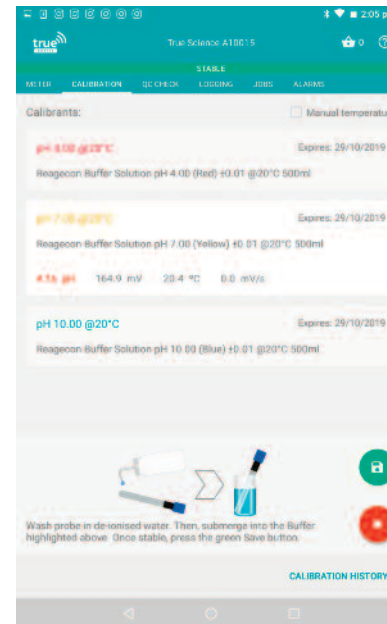 2:05 p
true
True Science A10015
0
STABLE
METER CALIBRATION QC CHECK LOGGING JOBS ALARMS
Calibrants:
Manual temperatu
pH 4.00 @20°C
Expires: 29/10/2019
Reagecon Buffer Solution pH 4.00 (Red) ±0.01 @20°C 500ml
pH 7.00 @20°C
Expires: 29/10/2019
Reagecon Buffer Solution pH 7.00 (Yellow) ±0.01 @20°C 500ml
pH 164.9 mV 20.4 °C 0.0 mV/s
pH 10.00 @20°C
Expires: 29/10/2019
Reagecon Buffer Solution pH 10.00 (Blue) ±0.01 @20°C 500ml
Wash probe in de-ionised water. Then, submerge into the Buffer
highlighted above. Once stable, press the green Save button.
CALIBRATION HISTORY